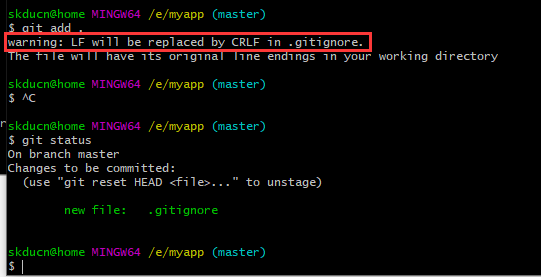 skducn@home MINGW64 /e/myapp (master)
$ git add .
warning: LF will be replaced by CRLF in .gitignore.
The file will have its original line endings in your working directory
skducn@home MINGW64 /e/myapp (master)
$ ^C
skducn@home MINGW64 /e/myapp (master)
$ git status
On branch master
Changes to be committed:
(use "git reset HEAD <file>..." to unstage)
new file: .gitignore
skducn@home MINGW64 /e/myapp (master)
$